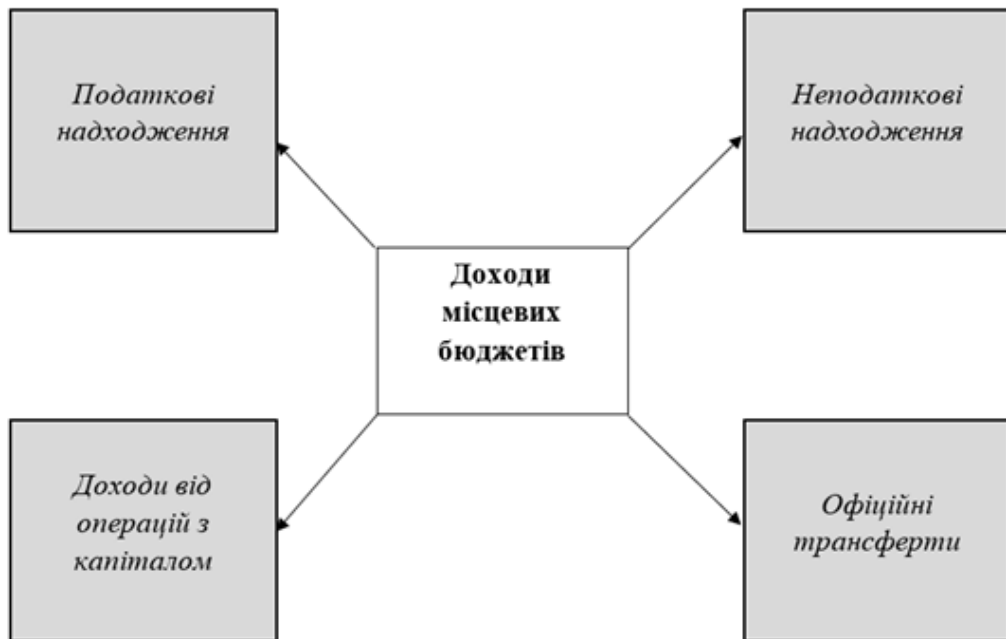 Податкові
надходження
Неподаткові
надходження
Доходи
місцевих
бюджетів
Доходи від
операцій з
капіталом
Офіційні
трансферти